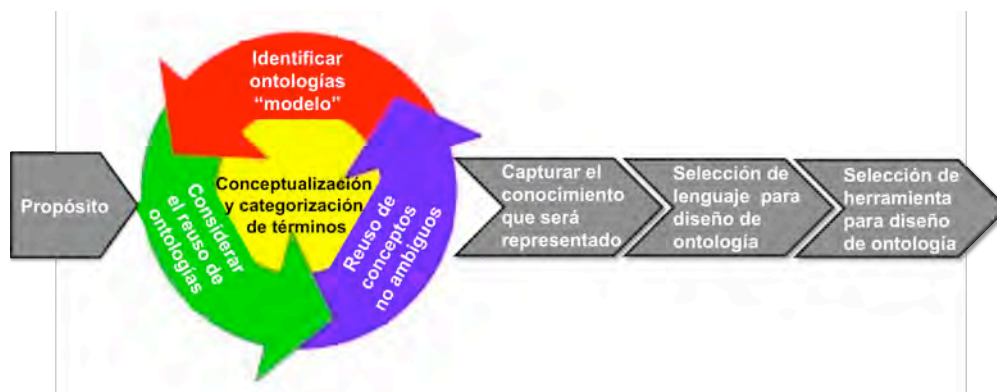 Propósito
Identificar
ontologías
“modelo”
Considerar
el reuso de
ontologías
Conceptualización
y categorización
de términos
Reuso de
conceptos
no ambiguos
Capturar el
conocimiento
que será
representado
Selección de
lenguaje para
diseño de
ontología
Selección de
herramienta
para diseño
de ontología